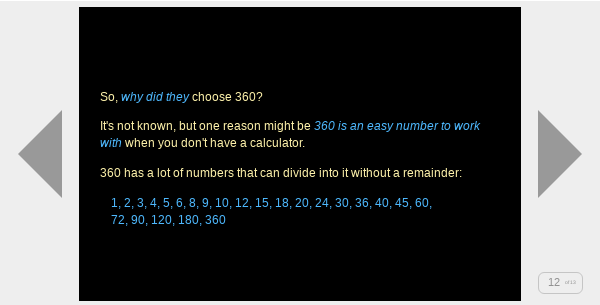 So, why did they choose 360?
It's not known, but one reason might be 360 is an easy number to work
with when you don't have a calculator.
360 has a lot of numbers that can divide into it without a remainder:
1, 2, 3, 4, 5, 6, 8, 9, 10, 12, 15, 18, 20, 24, 30, 36, 40, 45, 60,
72, 90, 120, 180, 360
12 of 13